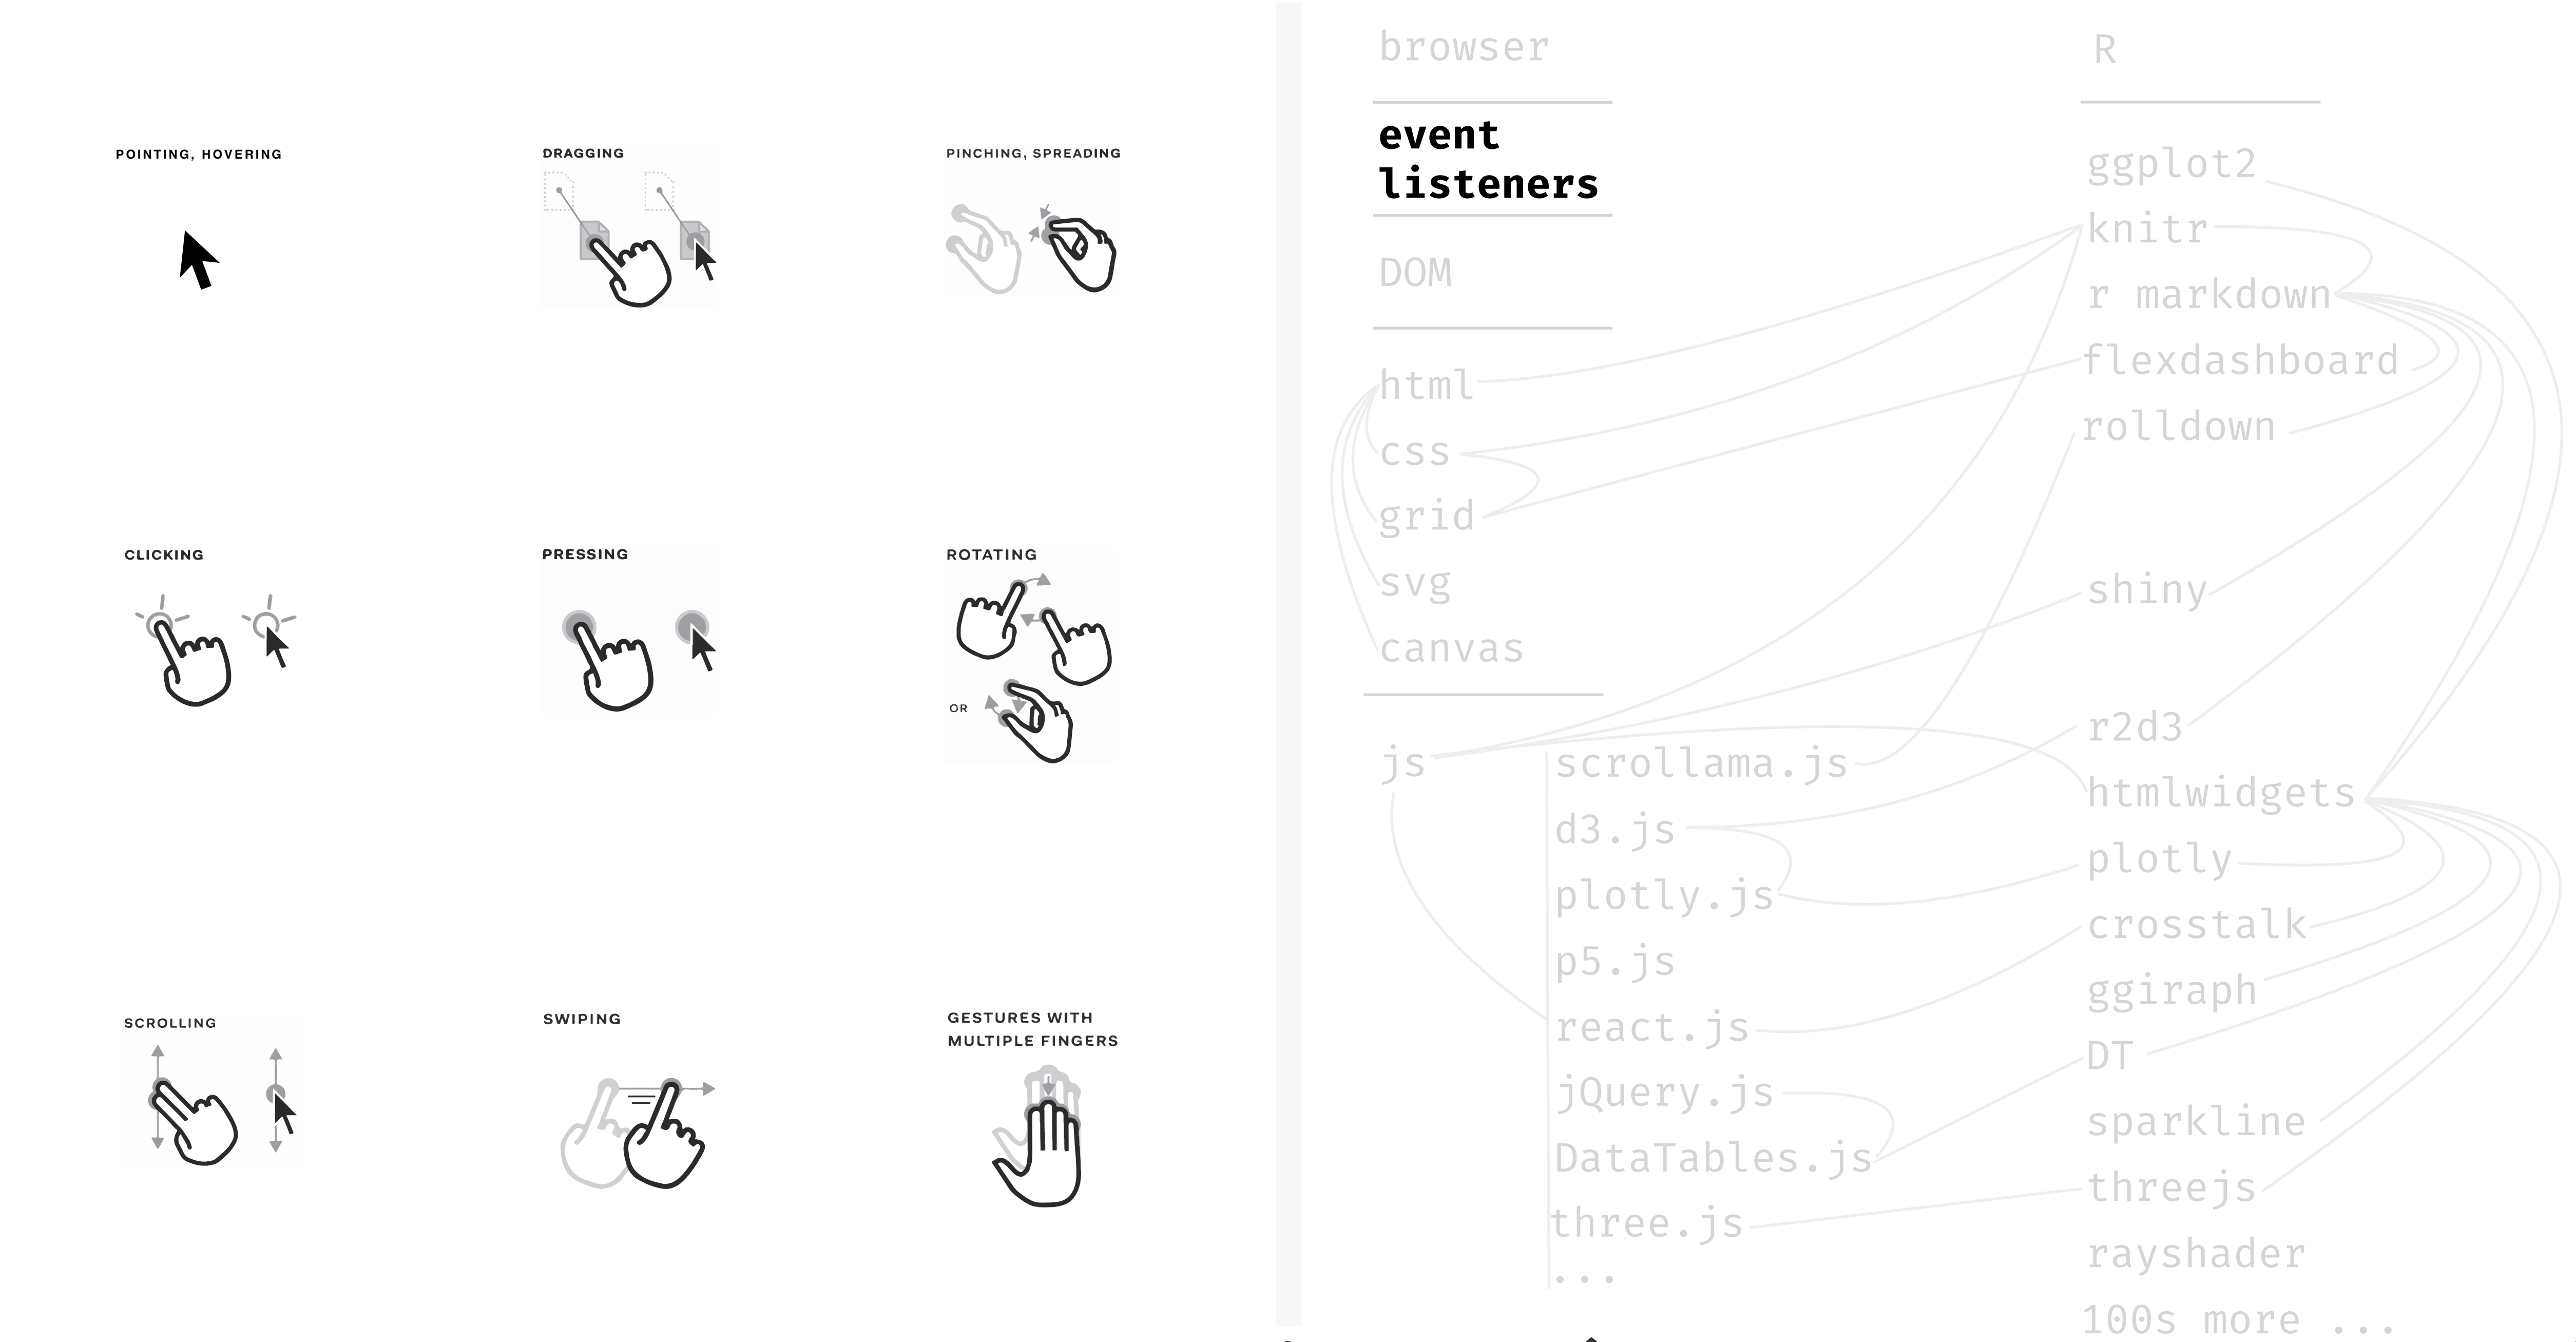 POINTING, HOVERING
DRAGGING
PINCHING, SPREADING
CLICKING
PRESSING
ROTATING
OR
SCROLLING
SWIPING
GESTURES WITH
MULTIPLE FINGERS
browser
event
listeners
DOM
html
css
grid
svg
canvas
js
scrollama.js
d3.js
plotly.js
p5.js
react.js
jQuery.js
DataTables.js
three.js
...
R
ggplot2
knitr
r markdown
flexdashboard
rolldown
shiny
r2d3
htmlwidgets
plotly
crosstalk
ggiraph
DT
sparkline
threejs
rayshader
100s more ...